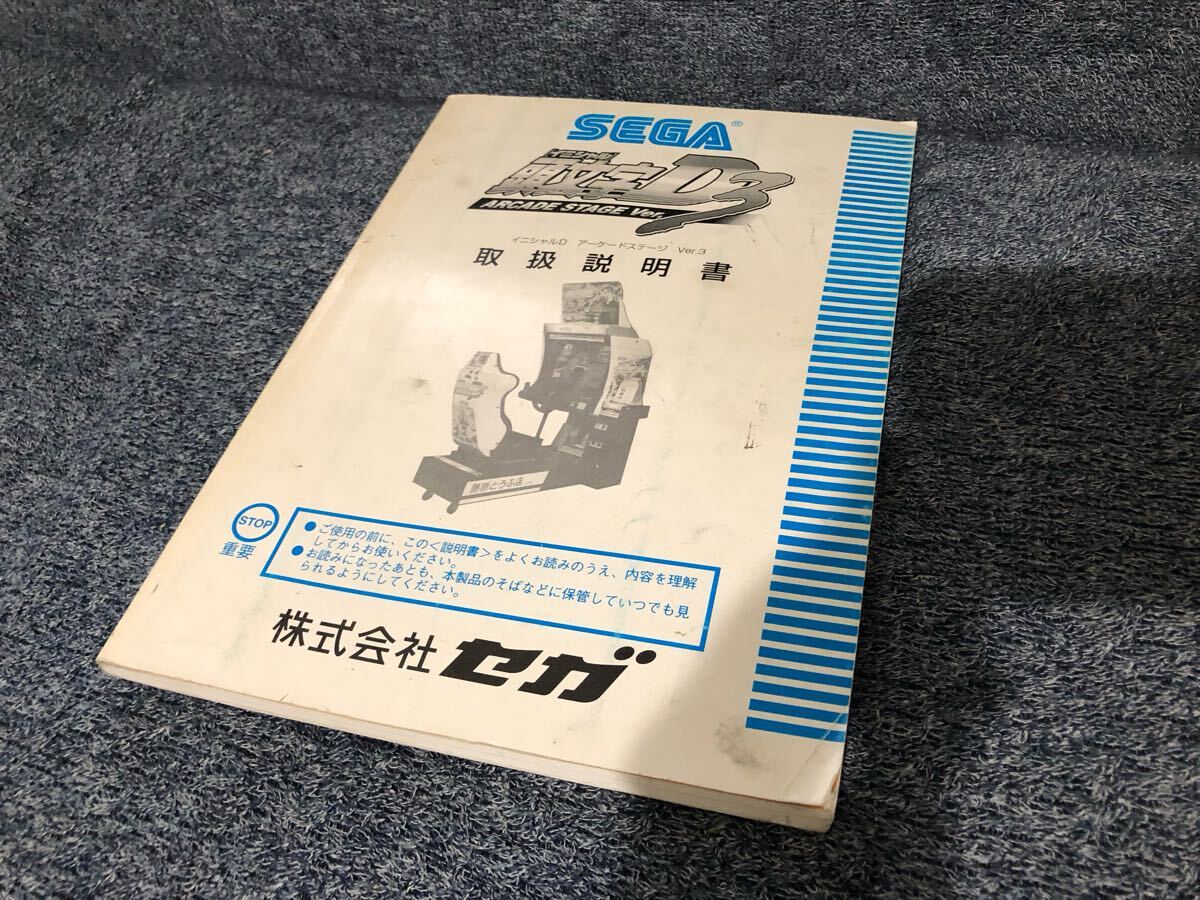 SEGA®
イニシャル
頭文字D3
ARCADE STAGE Ver.
イニシャルD アーケードステージ Ver.3
取扱説明書
藤原とうふ店
STOP
重要
●ご使用の前に、この<説明書>をよくお読みのうえ、内容を理解
してからお使いください。
●お読みになったあとも、本製品のそばなどに保管していつでも見
られるようにしてください。
株式会社 セガ